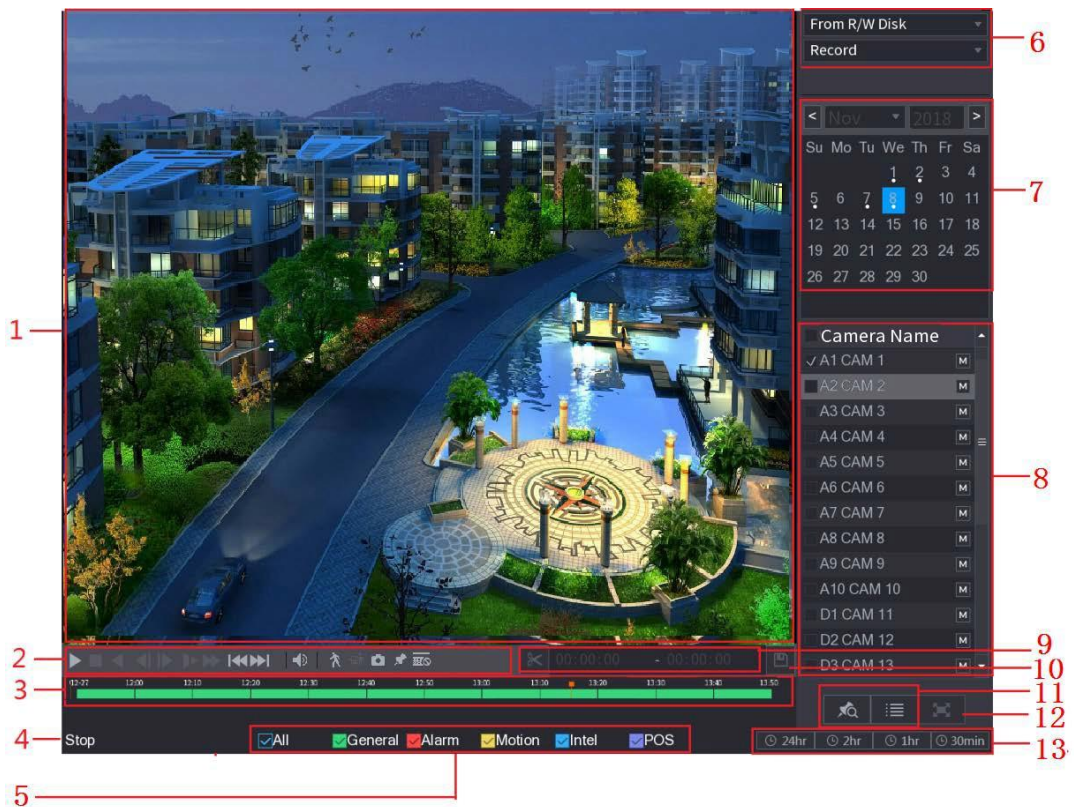 From R/W Disk
Record
6
< Nov 2018 >
Su Mo Tu We Th Fr Sa
1 2 3 4
5 6 7 8 9 10 11
12 13 14 15 16 17 18
19 20 21 22 23 24 25
26 27 28 29 30
7
1
Camera Name
A1 CAM 1 M
A2 CAM 2 M
A3 CAM 3 M
A4 CAM 4 M
A5 CAM 5 M
A6 CAM 6 M
A7 CAM 7 M
A8 CAM 8 M
A9 CAM 9 M
A10 CAM 10 M
D1 CAM 11 M
D2 CAM 12 M
D3 CAM 13 M
8
2
00:00:00 - 00:00:00
9
10
3
12:27 12:30 12:40 12:50 13:00 13:10 13:20 13:30 13:40 13:50
11
12
4
Stop
All General Alarm Motion Intel POS
24hr 2hr 1hr 30min
13
5